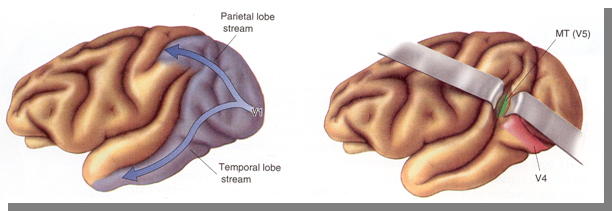 Parietal lobe
stream
V1
Temporal lobe
stream
MT (V5)
V4